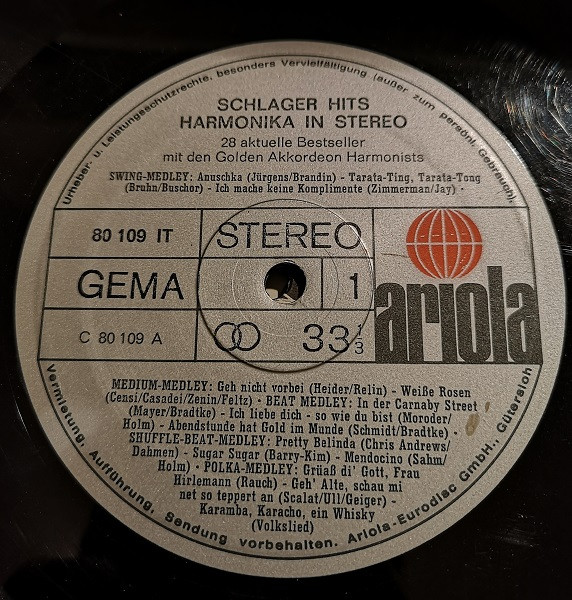 Urheber- u. Leistungsschutzrechte, besonders Vervielfältigung (außer zum persönl. Gebrauch),
SCHLAGER HITS
HARMONIKA IN STEREO
28 aktuelle Bestseller
mit den Golden Akkordeon Harmonists
SWING-MEDLEY: Anuschka (Jürgens/Brandin) - Tarata-Ting, Tarata-Tong
(Bruhn/Buschor) - Ich mache keine Komplimente (Zimmerman/Jay) ·
80 109 IT
STEREO
GEMA
1
ariola
C 80 109 A
33 1/3
MEDIUM-MEDLEY: Geh nicht vorbei (Heider/Relin) - Weiße Rosen
(Censi/Casadei/Zenin/Feltz) · BEAT MEDLEY: In der Carnaby Street
(Mayer/Bradtke) - Ich liebe dich - so wie du bist (Moroder/
Holm) - Abendstunde hat Gold im Munde (Schmidt/Bradtke) ·
SHUFFLE-BEAT-MEDLEY: Pretty Belinda (Chris Andrews/
Dahmen) - Sugar Sugar (Barry-Kim) - Mendocino (Sahm/
Holm) · POLKA-MEDLEY: Grüaß di' Gott, Frau
Hirlemann (Rauch) - Geh' Alte, schau mi
net so teppert an (Scalat/Ull/Geiger) -
Karamba, Karacho, ein Whisky
(Volkslied)
Vermietung, Aufführung, Sendung vorbehalten. Ariola-Eurodisc GmbH., Gütersloh